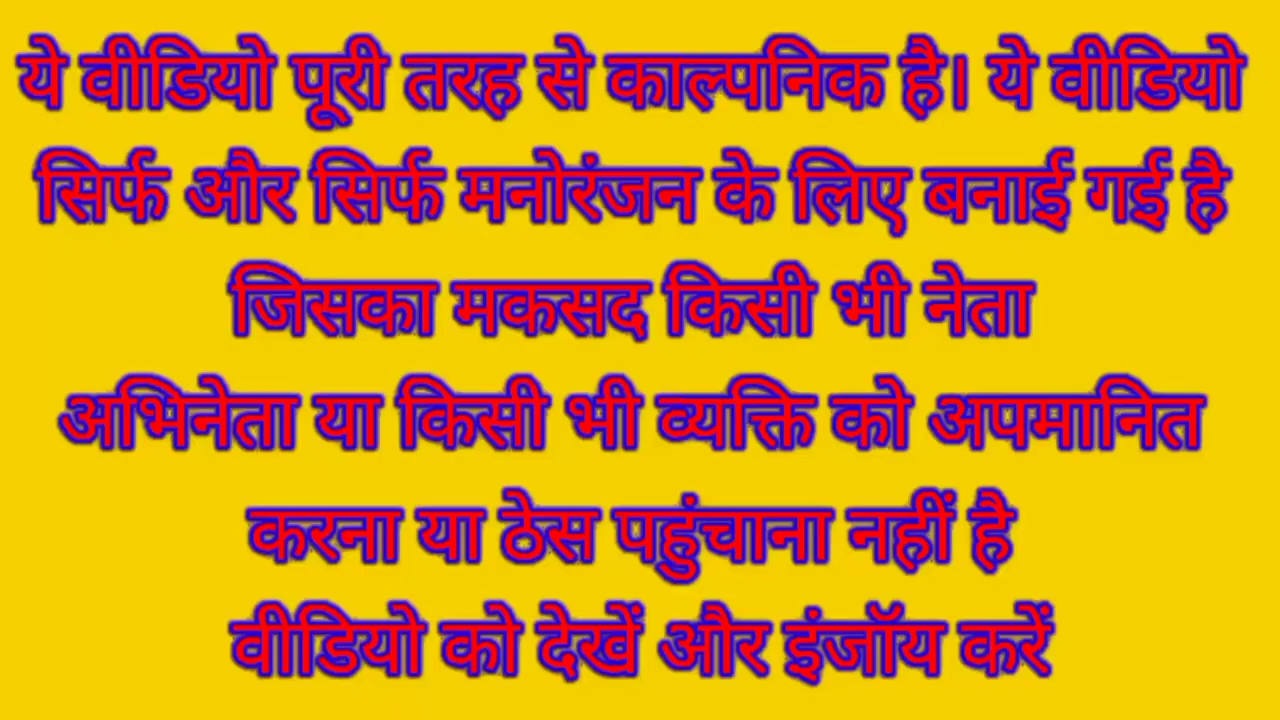 ये वीडियो पूरी तरह से काल्पनिक है। ये वीडियो
सिर्फ और सिर्फ मनोरंजन के लिए बनाई गई है
जिसका मकसद किसी भी नेता
अभिनेता या किसी भी व्यक्ति को अपमानित
करना या ठेस पहुंचाना नहीं है
वीडियो को देखें और इंजॉय करें